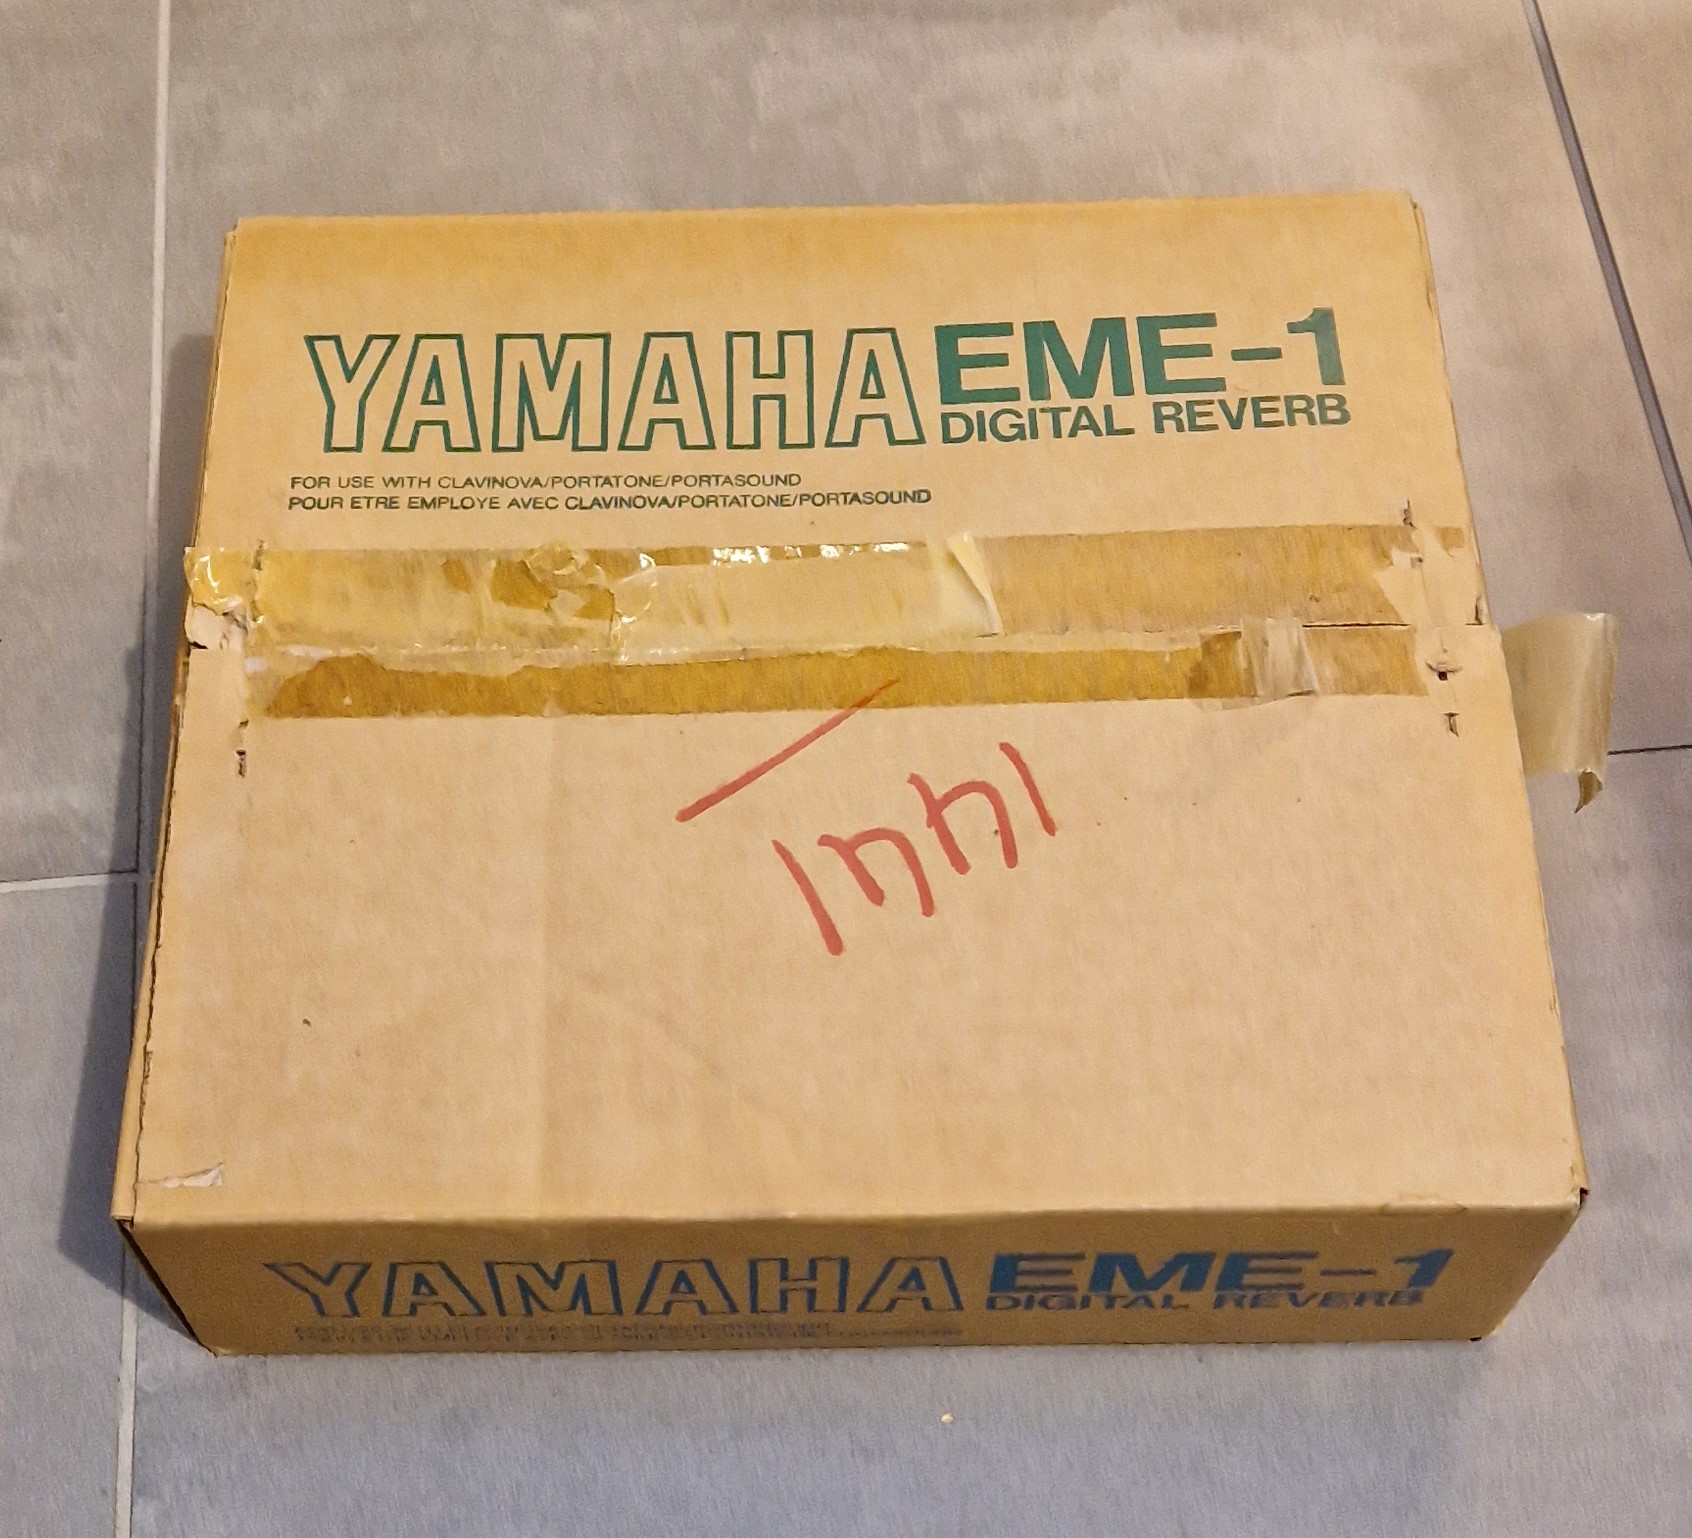 YAMAHA EME-1
DIGITAL REVERB
FOR USE WITH CLAVINOVA/PORTATONE/PORTASOUND
POUR ETRE EMPLOYE AVEC CLAVINOVA/PORTATONE/PORTASOUND
YAMAHA EME-1
DIGITAL REVERB